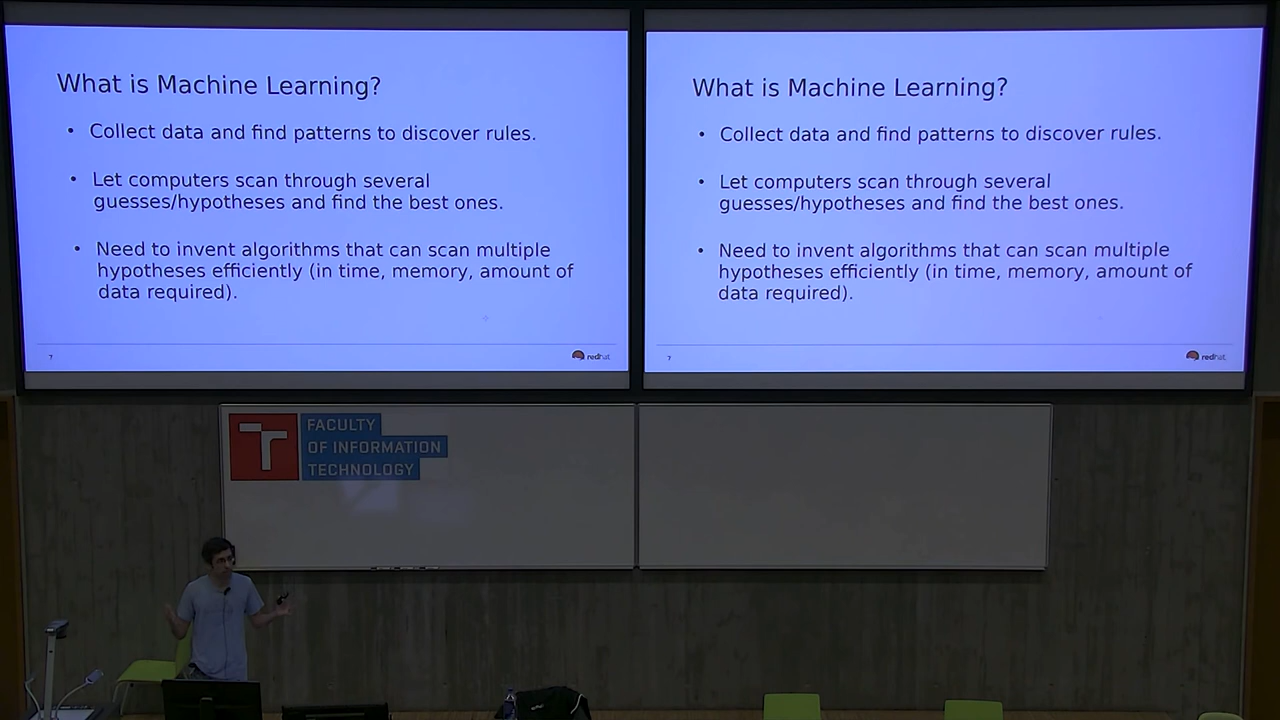 What is Machine Learning?
• Collect data and find patterns to discover rules.
• Let computers scan through several
guesses/hypotheses and find the best ones.
• Need to invent algorithms that can scan multiple
hypotheses efficiently (in time, memory, amount of
data required).
7
redhat
What is Machine Learning?
• Collect data and find patterns to discover rules.
• Let computers scan through several
guesses/hypotheses and find the best ones.
• Need to invent algorithms that can scan multiple
hypotheses efficiently (in time, memory, amount of
data required).
7
redhat
FACULTY
OF INFORMATION
TECHNOLOGY